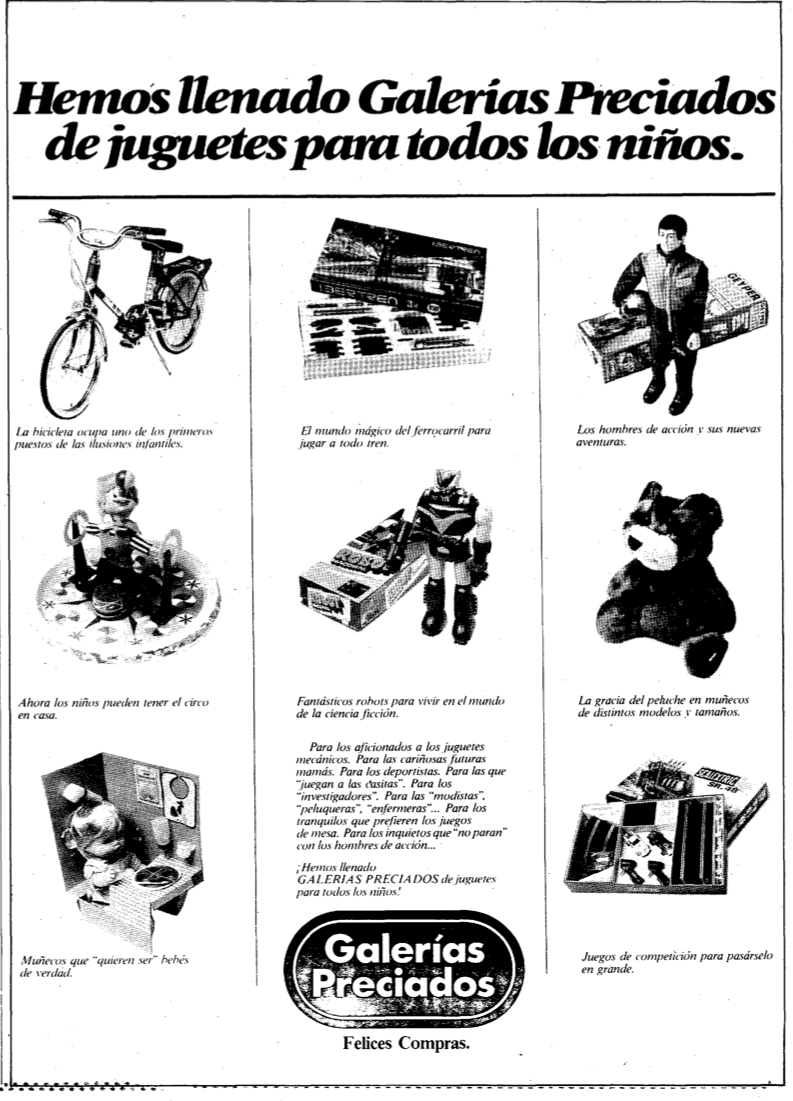 Hemos llenado Galerías Preciados
de juguetes para todos los niños.
IBERTREN
IBERTREN
GEYPER
La bicicleta ocupa uno de los primeros
puestos de las ilusiones infantiles.
El mundo mágico del ferrocarril para
jugar a todo tren.
Los hombres de acción y sus nuevas
aventuras.
ROBOT
Ahora los niños pueden tener el circo
en casa.
Fantásticos robots para vivir en el mundo
de la ciencia ficción.
La gracia del peluche en muñecos
de distintos modelos y tamaños.
Para los aficionados a los juguetes
mecánicos. Para las cariñosas futuras
mamás. Para los deportistas. Para las que
"juegan a las casitas". Para los
"investigadores". Para las "modistas",
"peluqueras", "enfermeras"... Para los
tranquilos que prefieren los juegos
de mesa. Para los inquietos que "no paran"
con los hombres de acción...
¡Hemos llenado
GALERIAS PRECIADOS de juguetes
para todos los niños!
SCALEXTRIC
Muñecos que "quieren ser" bebés
de verdad.
Juegos de competición para pasárselo
en grande.
Galerías
Preciados
Felices Compras.